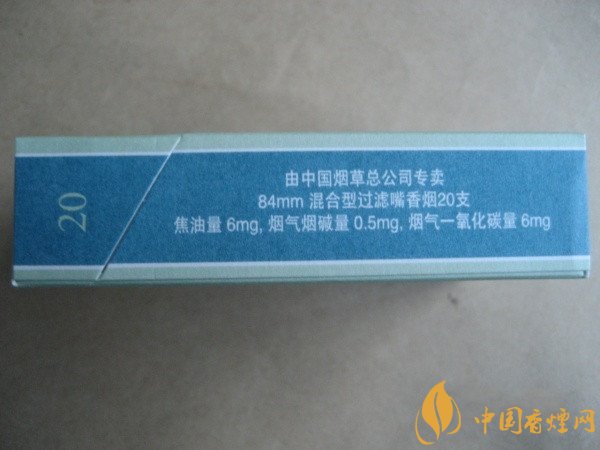 20
由中国烟草总公司专卖
84mm 混合型过滤嘴香烟20支
焦油量 6mg, 烟气烟碱量 0.5mg, 烟气一氧化碳量 6mg
中国香煙网